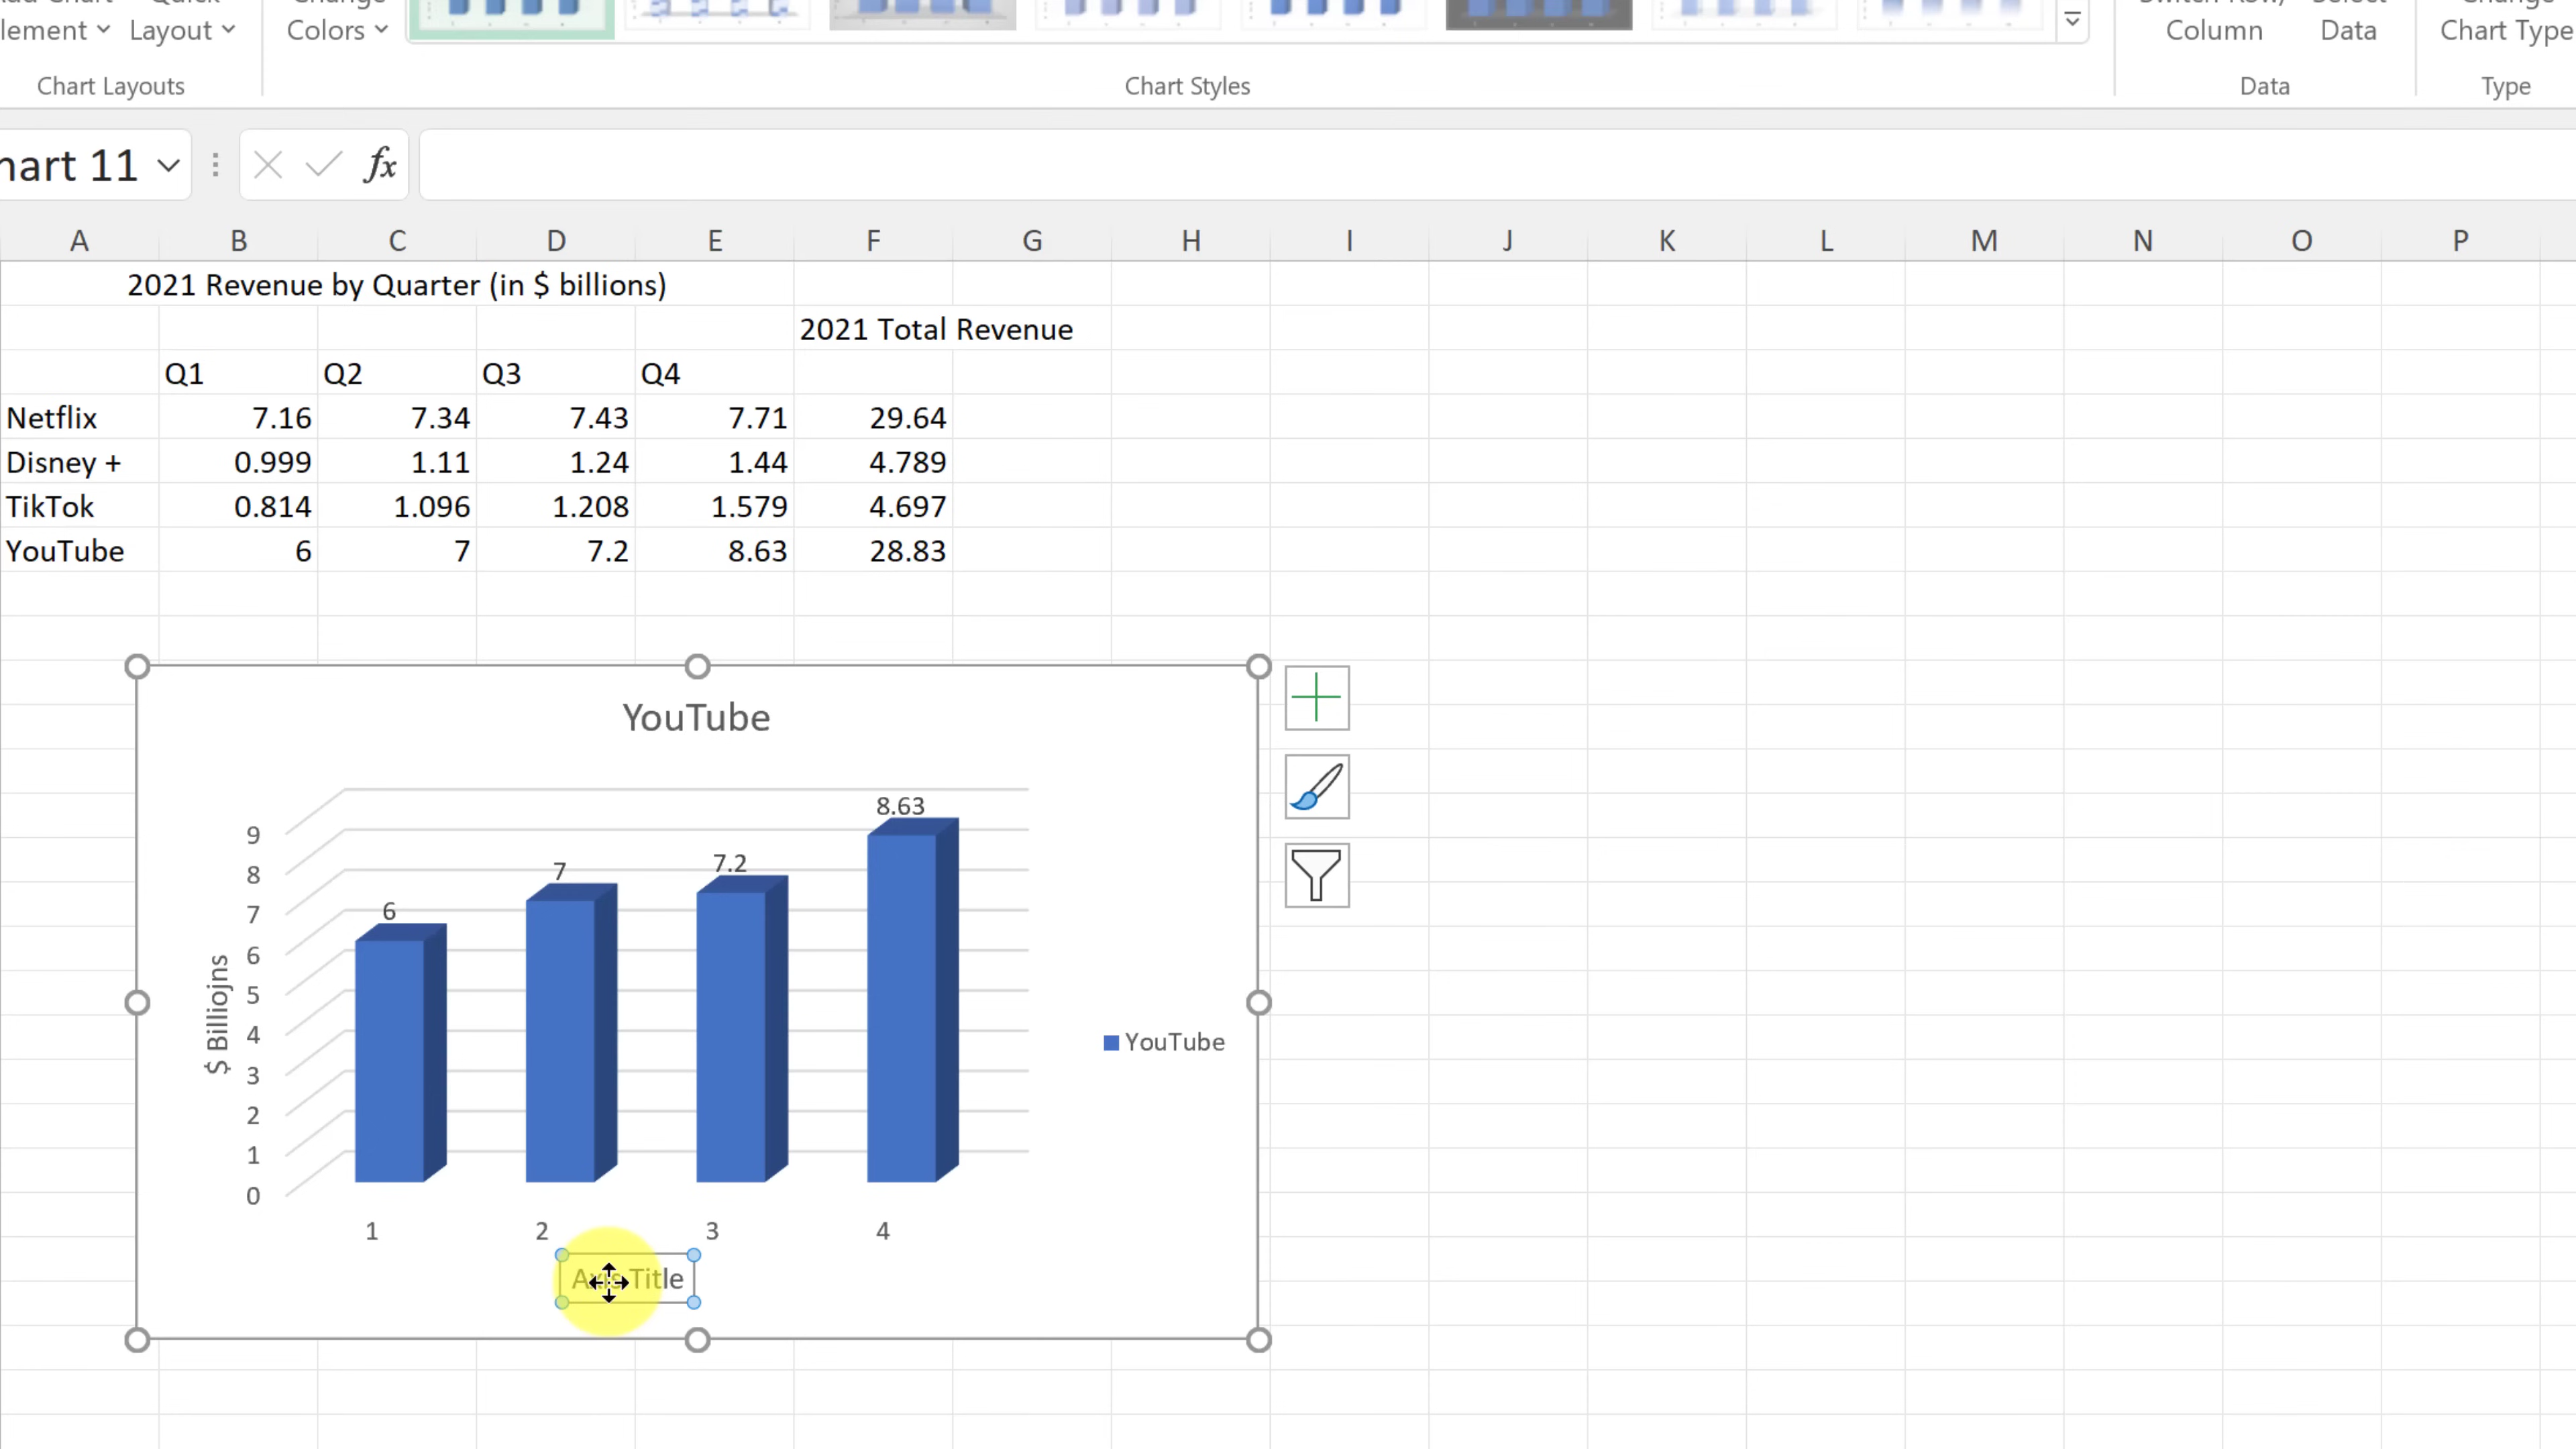 Element Quick Change
Layout Colors Column Data Chart Type
Chart Layouts Chart Styles Data Type
hart 11 fx
A B C D E F G H I J K L M N O P
2021 Revenue by Quarter (in $ billions)
2021 Total Revenue
Q1 Q2 Q3 Q4
Netflix 7.16 7.34 7.43 7.71 29.64
Disney + 0.999 1.11 1.24 1.44 4.789
TikTok 0.814 1.096 1.208 1.579 4.697
YouTube 6 7 7.2 8.63 28.83
YouTube
8.63
9
8
7 7.2
7
6
6
5
4
3
2
1
0
$ Billiojns
YouTube
1 2 3 4
Axis Title